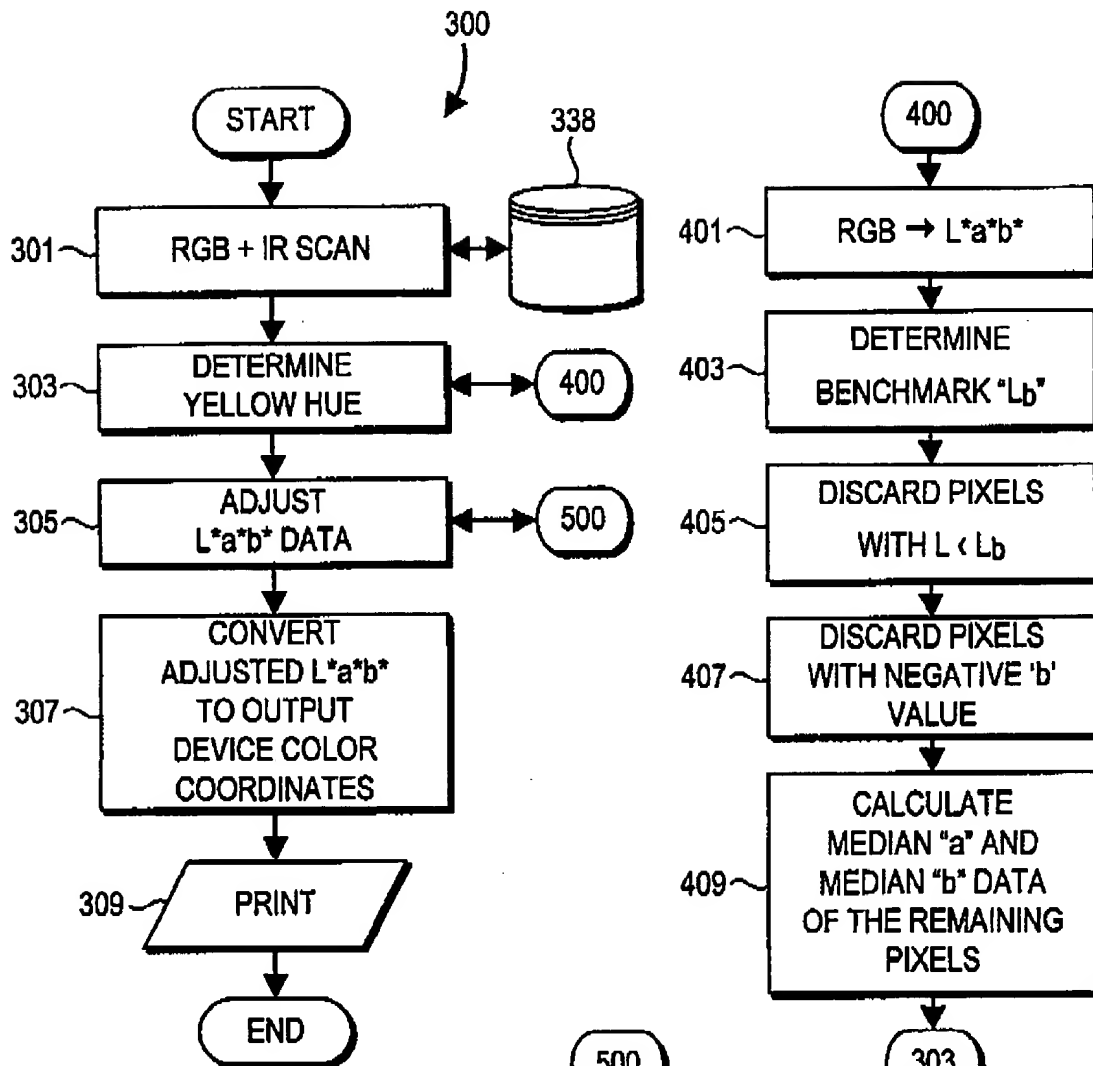 300
START
338
301
RGB + IR SCAN
303
DETERMINE
YELLOW HUE
400
305
ADJUST
L*a*b* DATA
500
307
CONVERT
ADJUSTED L*a*b*
TO OUTPUT
DEVICE COLOR
COORDINATES
309
PRINT
END
400
401
RGB → L*a*b*
403
DETERMINE
BENCHMARK "Lb"
405
DISCARD PIXELS
WITH L < Lb
407
DISCARD PIXELS
WITH NEGATIVE 'b'
VALUE
409
CALCULATE
MEDIAN "a" AND
MEDIAN "b" DATA
OF THE REMAINING
PIXELS
500
303